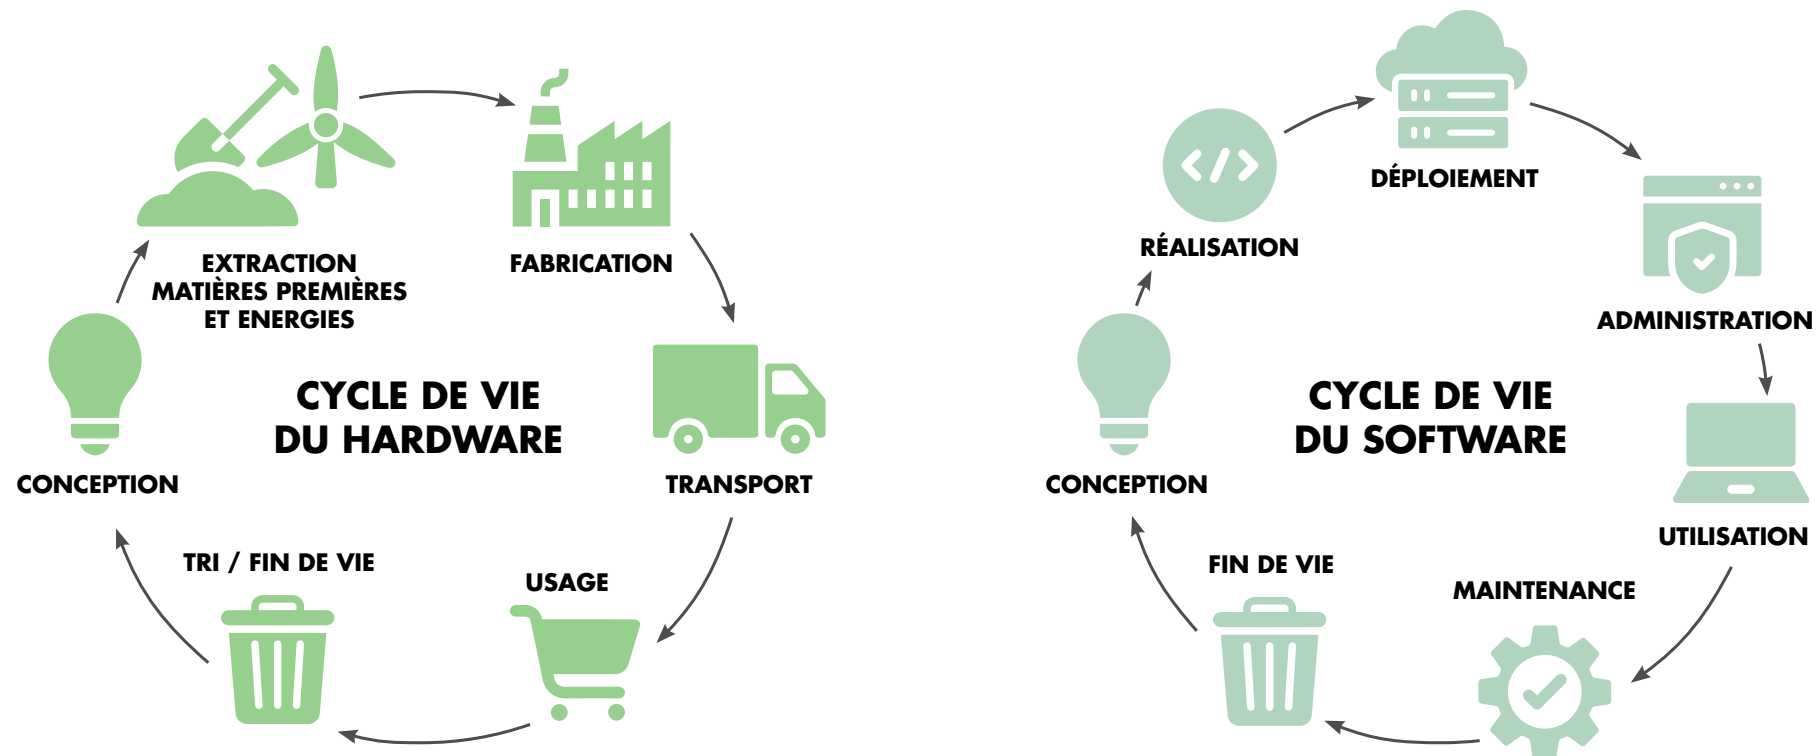 EXTRACTION
MATIÈRES PREMIÈRES
ET ENERGIES
FABRICATION
CYCLE DE VIE
DU HARDWARE
CONCEPTION
TRANSPORT
TRI / FIN DE VIE
USAGE
DÉPLOIEMENT
RÉALISATION
ADMINISTRATION
CYCLE DE VIE
DU SOFTWARE
CONCEPTION
UTILISATION
FIN DE VIE
MAINTENANCE